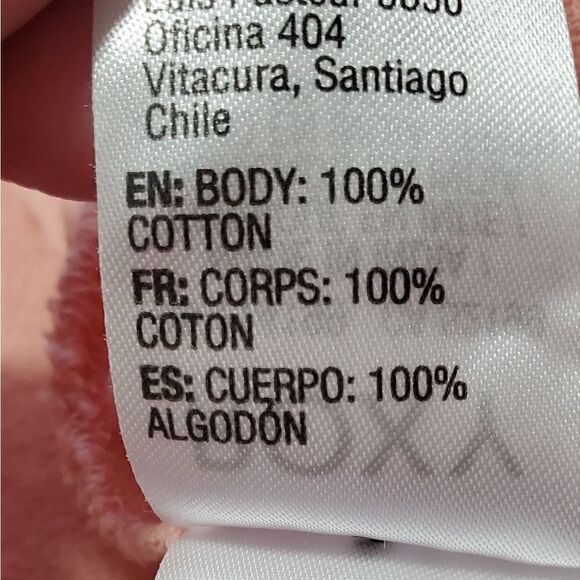 Oficina 404
Vitacura, Santiago
Chile
EN: BODY: 100%
COTTON
FR: CORPS: 100%
COTON
ES: CUERPO: 100%
ALGODÓN